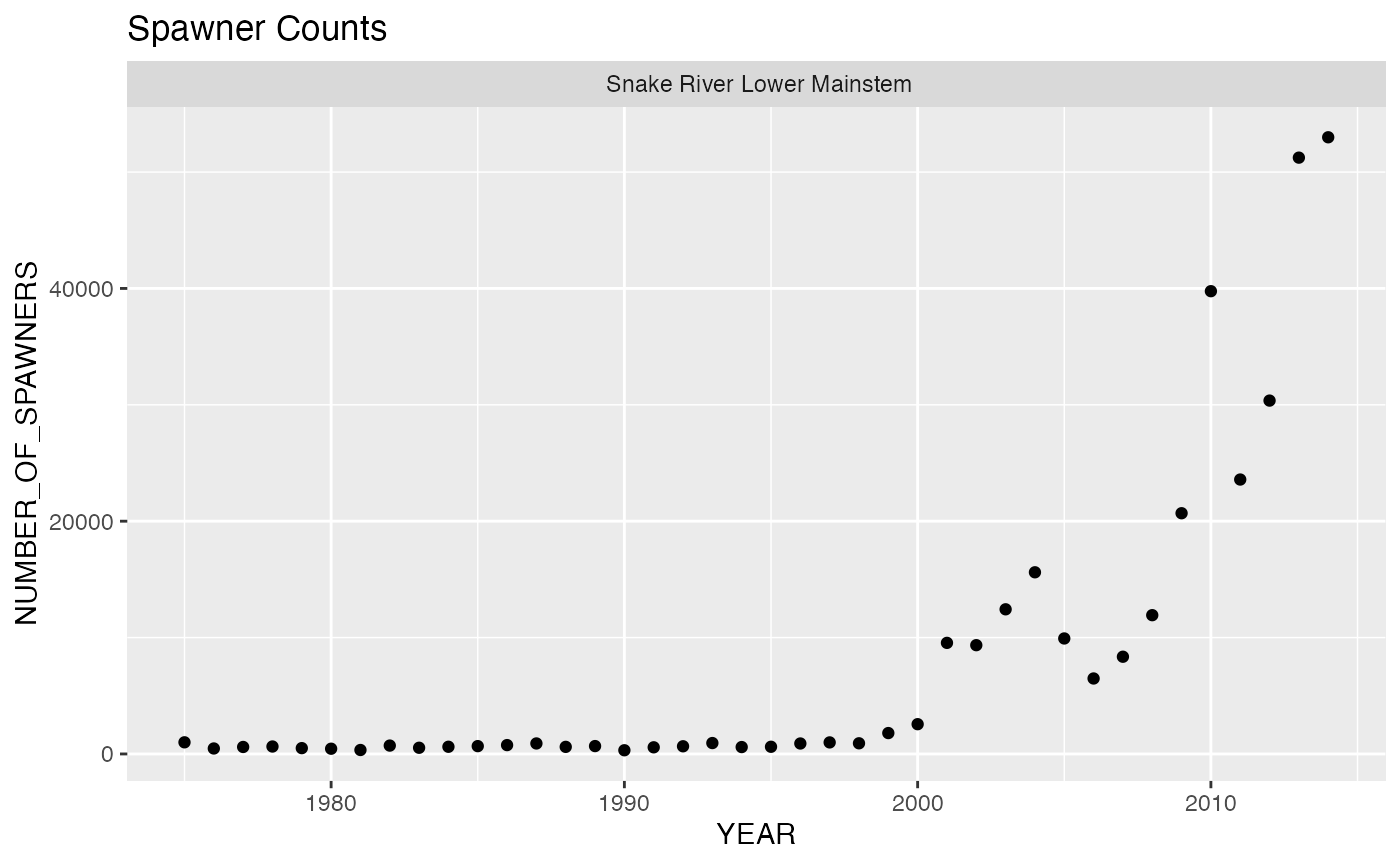 Spawner Counts
Snake River Lower Mainstem
NUMBER_OF_SPAWNERS
40000
20000
0
1980 1990 2000 2010
YEAR